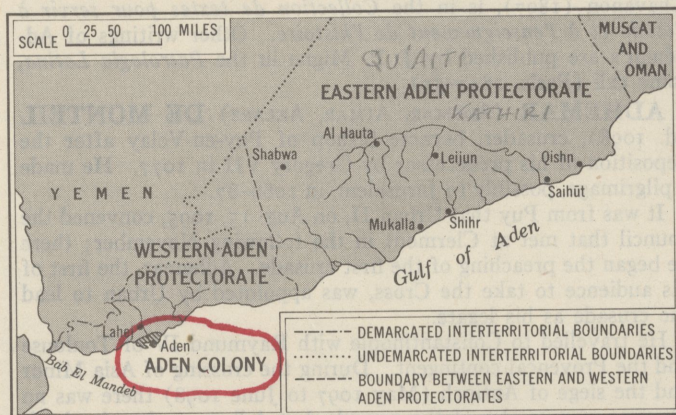 SCALE 0 25 50 100 MILES
MUSCAT
AND
OMAN
QU'AITI
EASTERN ADEN PROTECTORATE
KATHIRI
Al Hauta
Shabwa
Leijun
Qishn
Saihūt
YEMEN
Mukalla
Shihr
WESTERN ADEN
PROTECTORATE
Gulf of Aden
Lahej
Aden
ADEN COLONY
Bab El Mandeb
DEMARCATED INTERTERRITORIAL BOUNDARIES
UNDEMARCATED INTERTERRITORIAL BOUNDARIES
BOUNDARY BETWEEN EASTERN AND WESTERN
ADEN PROTECTORATES